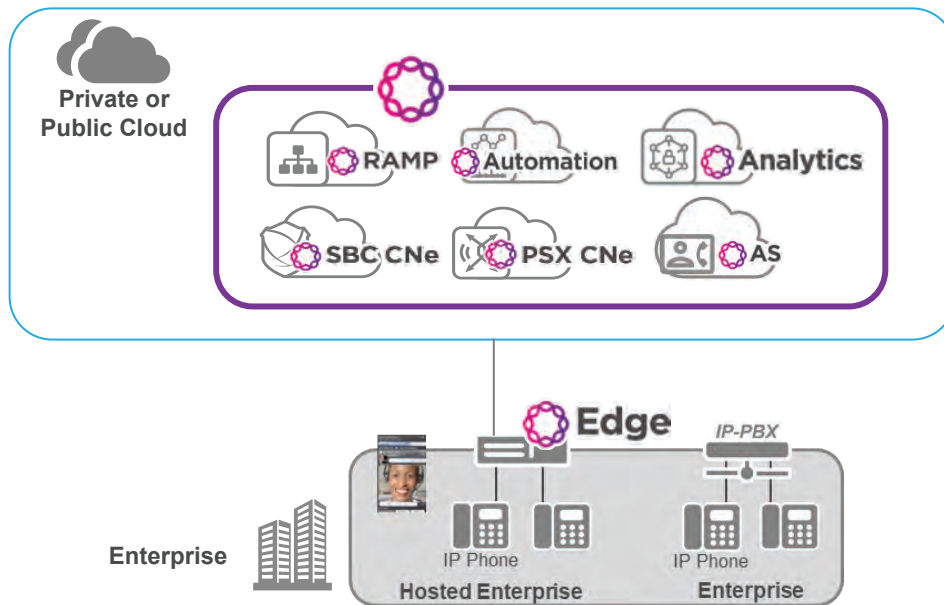 Private or
Public Cloud
RAMP
Automation
Analytics
SBC CNe
PSX CNe
AS
Edge
IP-PBX
Enterprise
IP Phone
IP Phone
Hosted Enterprise
Enterprise